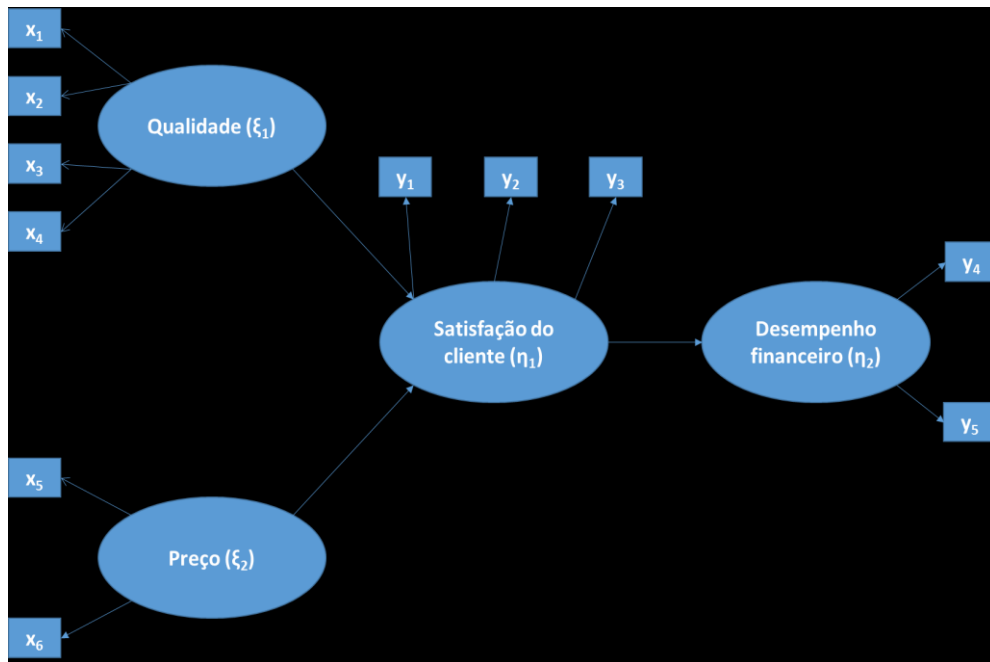 x₁
x₂
x₃
x₄
Qualidade (ξ₁)
y₁
y₂
y₃
Satisfação do
cliente (η₁)
Desempenho
financeiro (η₂)
y₄
y₅
x₅
Preço (ξ₂)
x₆